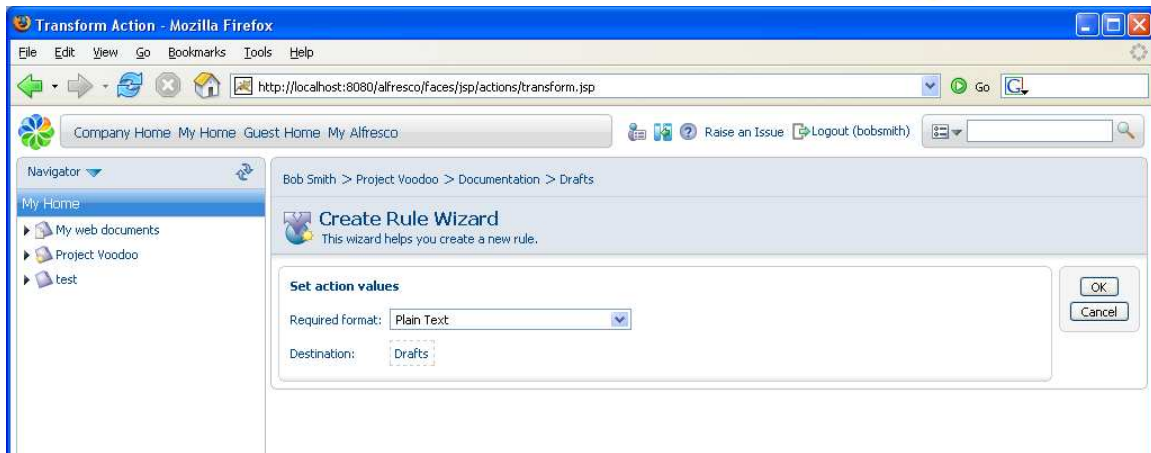 Transform Action - Mozilla Firefox
File Edit View Go Bookmarks Tools Help
http://localhost:8080/alfresco/faces/jsp/actions/transform.jsp Go G
Company Home My Home Guest Home My Alfresco Raise an Issue Logout (bobsmith)
Navigator
Bob Smith > Project Voodoo > Documentation > Drafts
My Home
My web documents
Project Voodoo
test
Create Rule Wizard
This wizard helps you create a new rule.
Set action values
Required format: Plain Text
Destination: Drafts
OK
Cancel